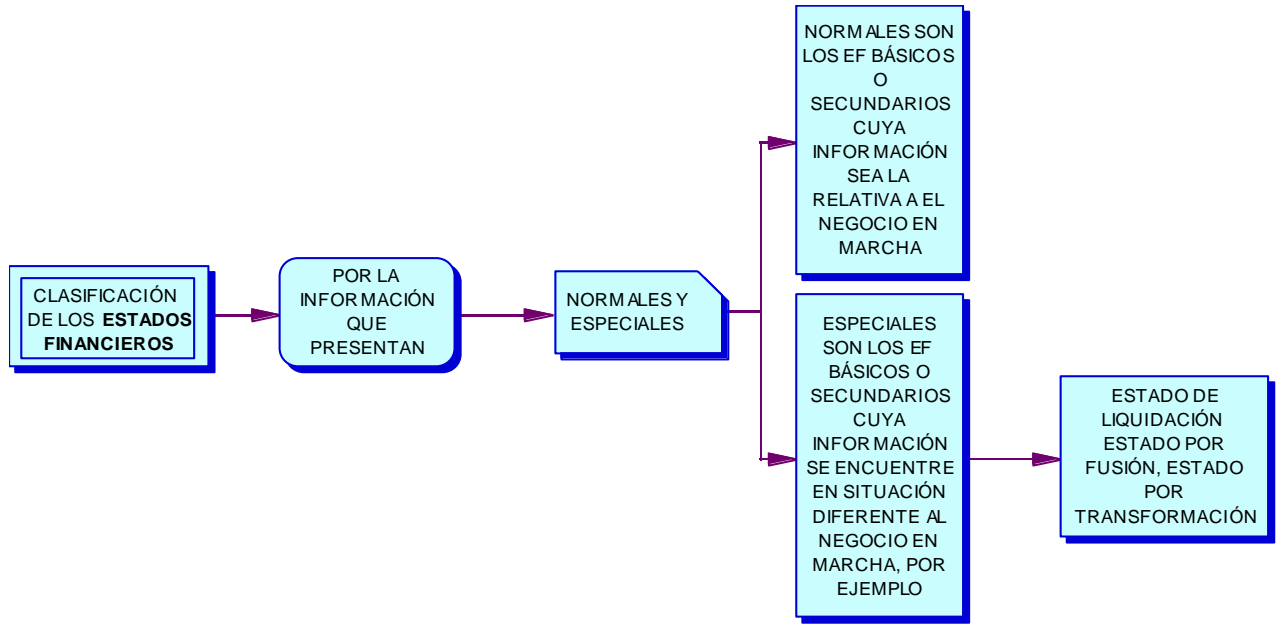 CLASIFICACIÓN
DE LOS ESTADOS
FINANCIEROS
POR LA
INFORMACIÓN
QUE
PRESENTAN
NORMALES Y
ESPECIALES
NORMALES SON
LOS EF BÁSICOS
O
SECUNDARIOS
CUYA
INFORMACIÓN
SEA LA
RELATIVA A EL
NEGOCIO EN
MARCHA
ESPECIALES
SON LOS EF
BÁSICOS O
SECUNDARIOS
CUYA
INFORMACIÓN
SE ENCUENTRE
EN SITUACIÓN
DIFERENTE AL
NEGOCIO EN
MARCHA, POR
EJEMPLO
ESTADO DE
LIQUIDACIÓN
ESTADO POR
FUSIÓN, ESTADO
POR
TRANSFORMACIÓN